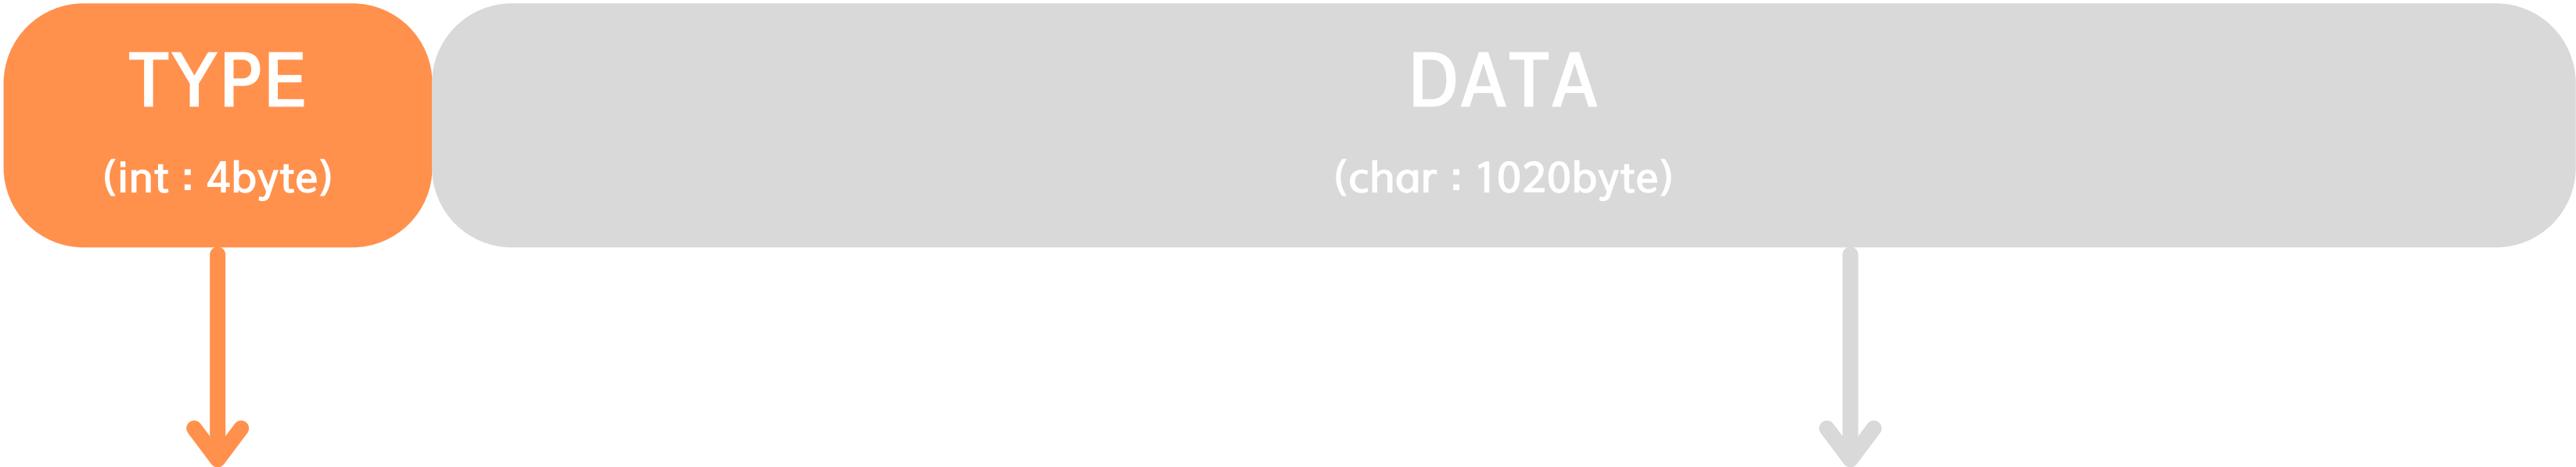 TYPE
(int : 4byte)
DATA
(char : 1020byte)